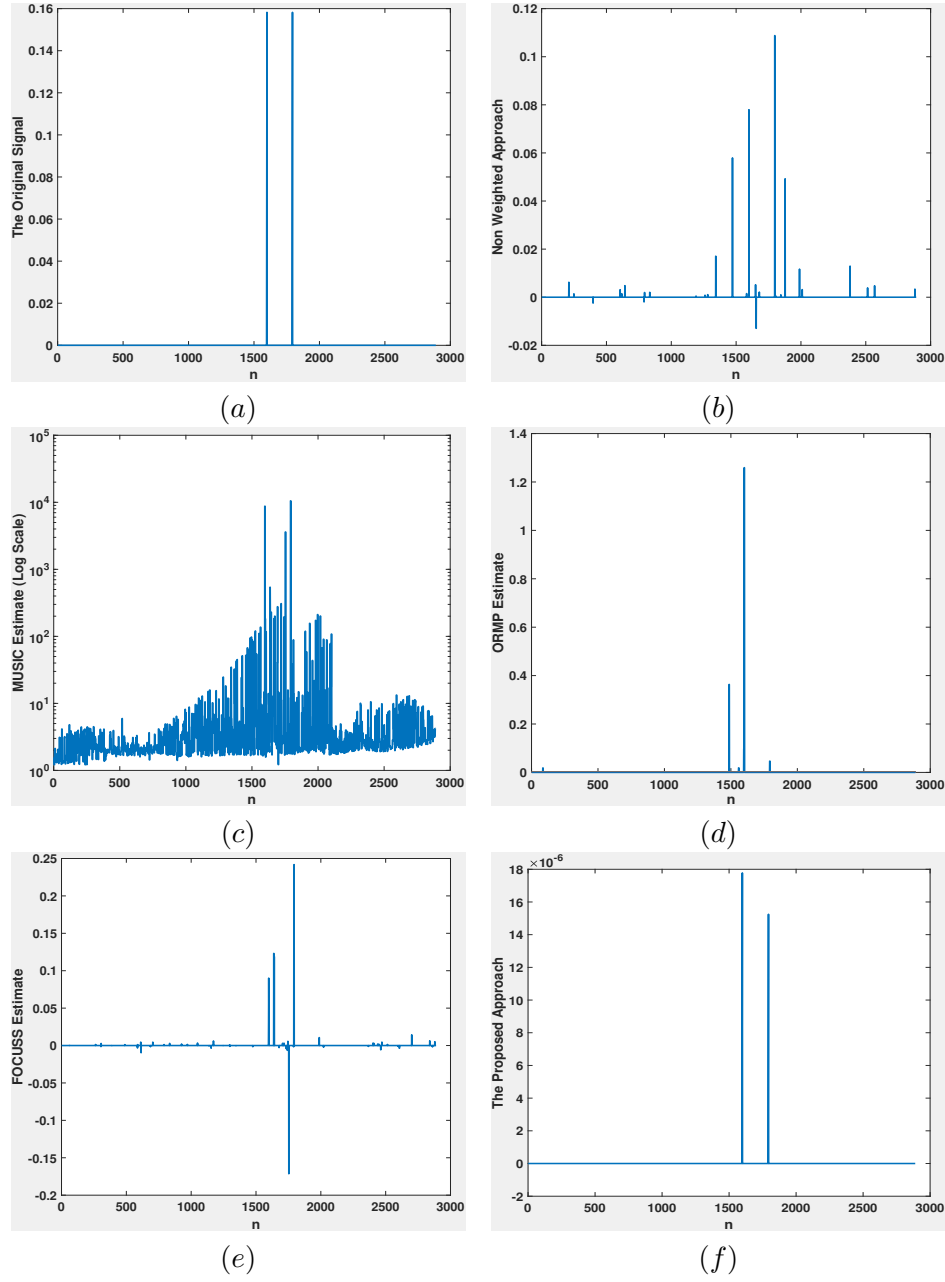 The Original Signal
0.16
0.14
0.12
0.1
0.08
0.06
0.04
0.02
0
0 500 1000 1500 2000 2500 3000
n
(a)
Non Weighted Approach
0.12
0.1
0.08
0.06
0.04
0.02
0
-0.02
0 500 1000 1500 2000 2500 3000
n
(b)
MUSIC Estimate (Log Scale)
10^5
10^4
10^3
10^2
10^1
10^0
0 500 1000 1500 2000 2500 3000
n
(c)
ORMP Estimate
1.4
1.2
1
0.8
0.6
0.4
0.2
0
0 500 1000 1500 2000 2500 3000
n
(d)
FOCUSS Estimate
0.25
0.2
0.15
0.1
0.05
0
-0.05
-0.1
-0.15
-0.2
0 500 1000 1500 2000 2500 3000
n
(e)
The Proposed Approach
×10^-6
18
16
14
12
10
8
6
4
2
0
-2
0 500 1000 1500 2000 2500 3000
n
(f)